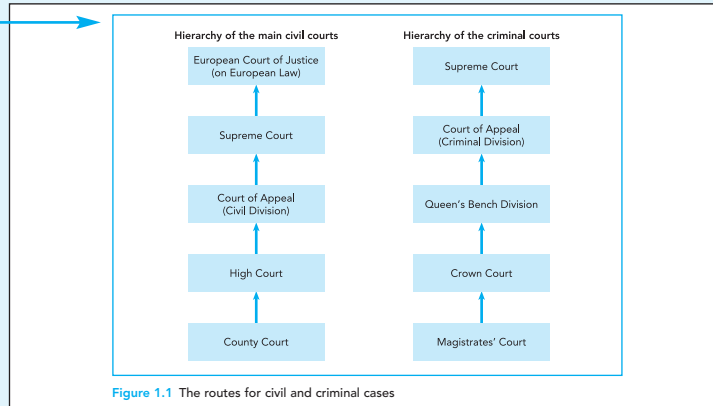 Hierarchy of the main civil courts
European Court of Justice
(on European Law)
Supreme Court
Court of Appeal
(Civil Division)
High Court
County Court
Hierarchy of the criminal courts
Supreme Court
Court of Appeal
(Criminal Division)
Queen's Bench Division
Crown Court
Magistrates' Court
Figure 1.1 The routes for civil and criminal cases